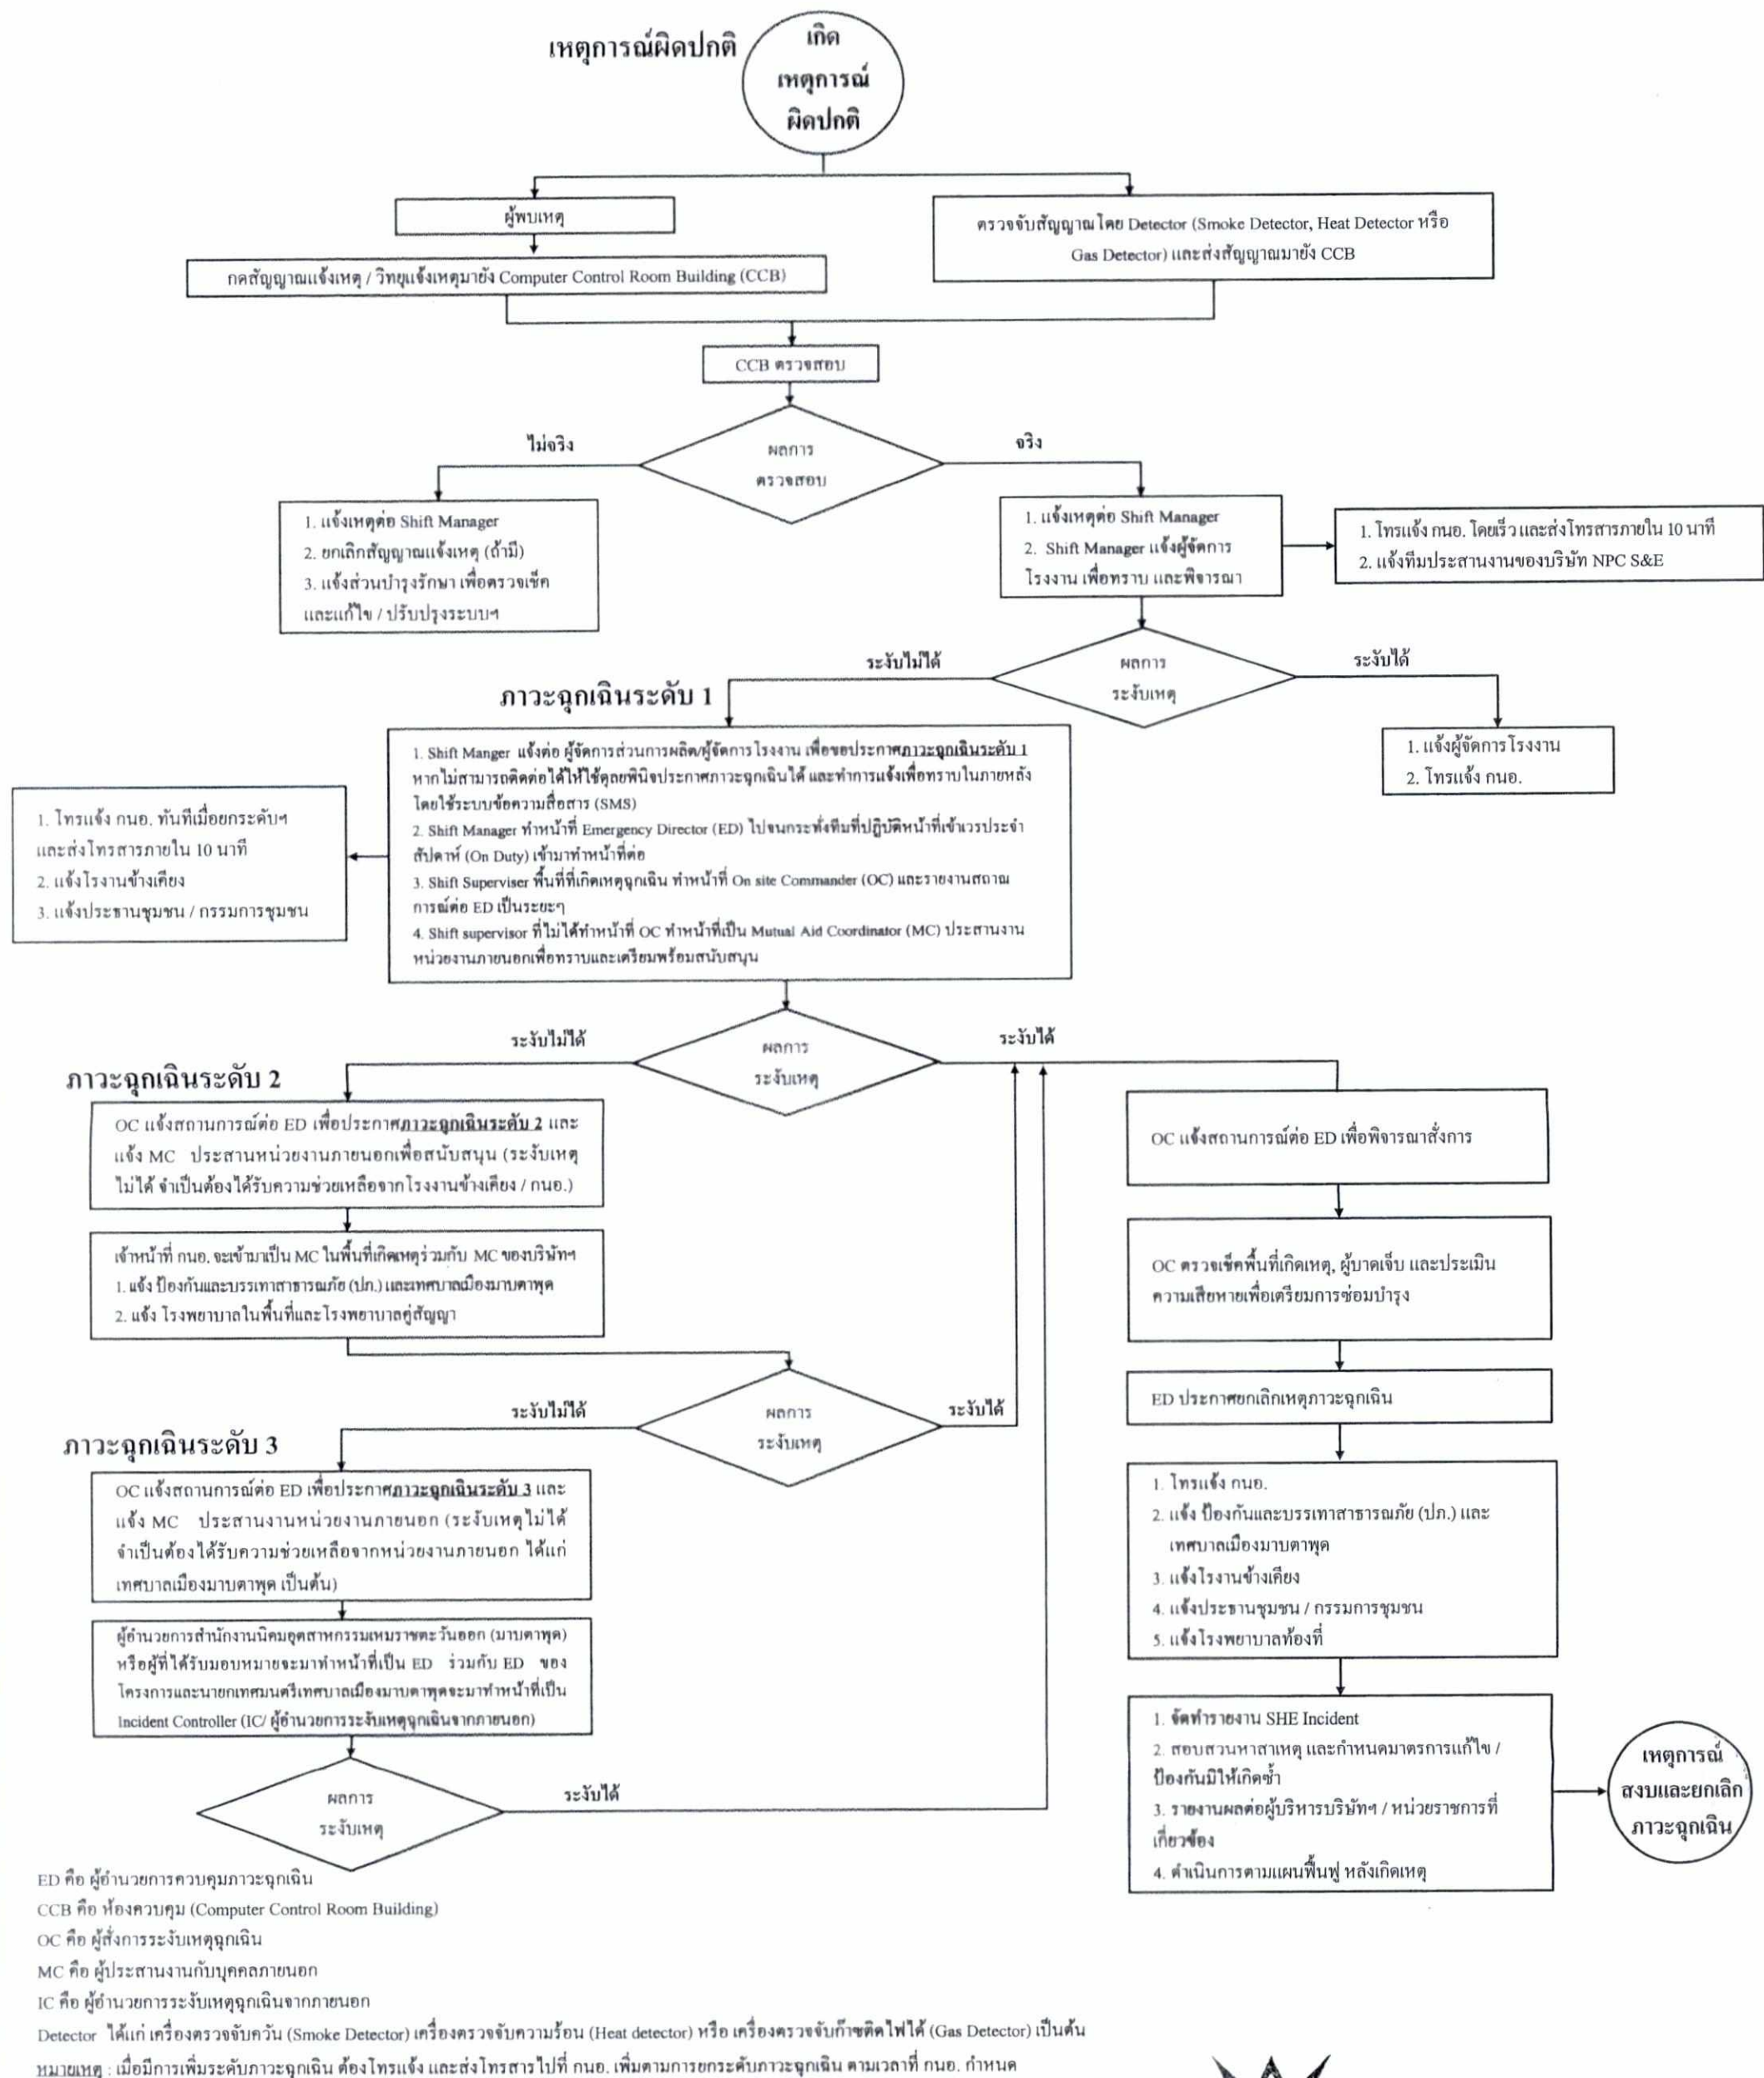 เหตุการณ์ผิดปกติ
เกิด
เหตุการณ์
ผิดปกติ
ผู้พบเหตุ
กดสัญญาณแจ้งเหตุ / วิทยุแจ้งเหตุมายัง Computer Control Room Building (CCB)
ตรวจจับสัญญาณโดย Detector (Smoke Detector, Heat Detector หรือ
Gas Detector) และส่งสัญญาณมายัง CCB
CCB ตรวจสอบ
ผลการ
ตรวจสอบ
ไม่จริง
จริง
1. แจ้งเหตุต่อ Shift Manager
2. ยกเลิกสัญญาณแจ้งเหตุ (ถ้ามี)
3. แจ้งส่วนบำรุงรักษา เพื่อตรวจเช็ค
และแก้ไข / ปรับปรุงระบบฯ
1. แจ้งเหตุต่อ Shift Manager
2. Shift Manager แจ้งผู้จัดการ
โรงงาน เพื่อทราบ และพิจารณา
1. โทรแจ้ง กนอ. โดยเร็ว และส่งโทรสารภายใน 10 นาที
2. แจ้งทีมประสานงานของบริษัท NPC S&E
ผลการ
ระงับเหตุ
ระงับไม่ได้
ระงับได้
1. แจ้งผู้จัดการโรงงาน
2. โทรแจ้ง กนอ.
ภาวะฉุกเฉินระดับ 1
1. Shift Manger แจ้งต่อ ผู้จัดการส่วนการผลิต/ผู้จัดการโรงงาน เพื่อขอประกาศภาวะฉุกเฉินระดับ 1
หากไม่สามารถติดต่อได้ให้ใช้ดุลยพินิจประกาศภาวะฉุกเฉินได้ และทำการแจ้งเพื่อทราบในภายหลัง
โดยใช้ระบบข้อความสื่อสาร (SMS)
2. Shift Manager ทำหน้าที่ Emergency Director (ED) ไปจนกระทั่งทีมที่ปฏิบัติหน้าที่เข้าเวรประจำ
สัปดาห์ (On Duty) เข้ามาทำหน้าที่ต่อ
3. Shift Superviser พื้นที่ที่เกิดเหตุฉุกเฉิน ทำหน้าที่ On site Commander (OC) และรายงานสถาณ
การณ์ต่อ ED เป็นระยะๆ
4. Shift supervisor ที่ไม่ได้ทำหน้าที่ OC ทำหน้าที่เป็น Mutual Aid Coordinator (MC) ประสานงาน
หน่วยงานภายนอกเพื่อทราบและเตรียมพร้อมสนับสนุน
1. โทรแจ้ง กนอ. ทันทีเมื่อยกระดับฯ
และส่งโทรสารภายใน 10 นาที
2. แจ้งโรงานข้างเคียง
3. แจ้งประธานชุมชน / กรรมการชุมชน
ผลการ
ระงับเหตุ
ระงับไม่ได้
ระงับได้
ภาวะฉุกเฉินระดับ 2
OC แจ้งสถานการณ์ต่อ ED เพื่อประกาศภาวะฉุกเฉินระดับ 2 และ
แจ้ง MC ประสานหน่วยงานภายนอกเพื่อสนับสนุน (ระงับเหตุ
ไม่ได้ จำเป็นต้องได้รับความช่วยเหลือจากโรงงานข้างเคียง / กนอ.)
เจ้าหน้าที่ กนอ. จะเข้ามาเป็น MC ในพื้นที่เกิดเหตุร่วมกับ MC ของบริษัทฯ
1. แจ้ง ป้องกันและบรรเทาสาธารณภัย (ปภ.) และเทศบาลเมืองมาบตาพุด
2. แจ้ง โรงพยาบาลในพื้นที่และโรงพยาบาลคู่สัญญา
ผลการ
ระงับเหตุ
ระงับไม่ได้
ระงับได้
ภาวะฉุกเฉินระดับ 3
OC แจ้งสถานการณ์ต่อ ED เพื่อประกาศภาวะฉุกเฉินระดับ 3 และ
แจ้ง MC ประสานงานหน่วยงานภายนอก (ระงับเหตุไม่ได้
จำเป็นต้องได้รับความช่วยเหลือจากหน่วยงานภายนอก ได้แก่
เทศบาลเมืองมาบตาพุด เป็นต้น)
ผู้อำนวยการสำนักงานนิคมอุตสาหกรรมเหมราชตะวันออก (มาบตาพุด)
หรือผู้ที่ได้รับมอบหมายจะมาทำหน้าที่เป็น ED ร่วมกับ ED ของ
โครงการและนายกเทศมนตรีเทศบาลเมืองมาบตาพุดจะมาทำหน้าที่เป็น
Incident Controller (IC/ ผู้อำนวยการระงับเหตุฉุกเฉินจากภายนอก)
ผลการ
ระงับเหตุ
ระงับได้
OC แจ้งสถานการณ์ต่อ ED เพื่อพิจารณาสั่งการ
OC ตรวจเช็คพื้นที่เกิดเหตุ, ผู้บาดเจ็บ และประเมิน
ความเสียหายเพื่อเตรียมการซ่อมบำรุง
ED ประกาศยกเลิกเหตุภาวะฉุกเฉิน
1. โทรแจ้ง กนอ.
2. แจ้ง ป้องกันและบรรเทาสาธารณภัย (ปภ.) และ
เทศบาลเมืองมาบตาพุด
3. แจ้งโรงานข้างเคียง
4. แจ้งประธานชุมชน / กรรมการชุมชน
5. แจ้งโรงพยาบาลท้องที่
1. จัดทำรายงาน SHE Incident
2. สอบสวนหาสาเหตุ และกำหนดมาตรการแก้ไข /
ป้องกันมิให้เกิดซ้ำ
3. รายงานผลต่อผู้บริหารบริษัทฯ / หน่วยราชการที่
เกี่ยวข้อง
4. ดำเนินการตามแผนฟื้นฟู หลังเกิดเหตุ
เหตุการณ์
สงบและยกเลิก
ภาวะฉุกเฉิน
ED คือ ผู้อำนวยการควบคุมภาวะฉุกเฉิน
CCB คือ ห้องควบคุม (Computer Control Room Building)
OC คือ ผู้สั่งการระงับเหตุฉุกเฉิน
MC คือ ผู้ประสานงานกับบุคคลภายนอก
IC คือ ผู้อำนวยการระงับเหตุฉุกเฉินจากภายนอก
Detector ได้แก่ เครื่องตรวจจับควัน (Smoke Detector) เครื่องตรวจจับความร้อน (Heat detector) หรือ เครื่องตรวจจับก๊าซติดไฟได้ (Gas Detector) เป็นต้น
หมายเหตุ : เมื่อมีการเพิ่มระดับภาวะฉุกเฉิน ต้องโทรแจ้ง และส่งโทรสารไปที่ กนอ. เพิ่มตามการยกระดับภาวะฉุกเฉิน ตามเวลาที่ กนอ. กำหนด